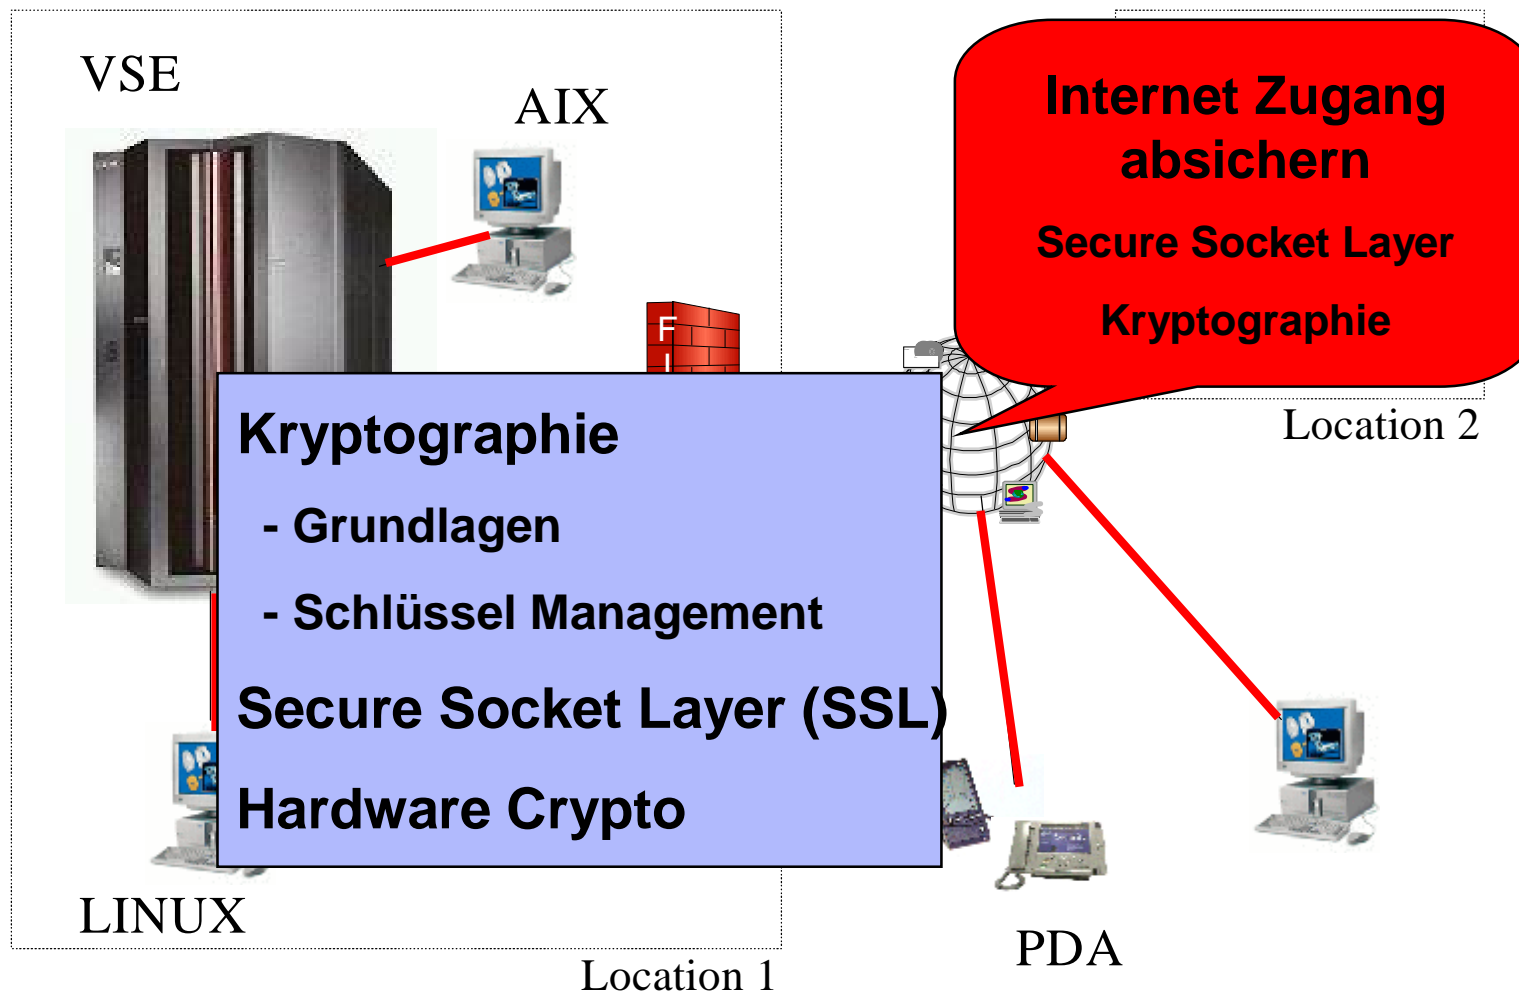 VSE
AIX
Internet Zugang
absichern
Secure Socket Layer
Kryptographie
F
I
Location 2
Kryptographie
- Grundlagen
- Schlüssel Management
Secure Socket Layer (SSL)
Hardware Crypto
LINUX
PDA
Location 1